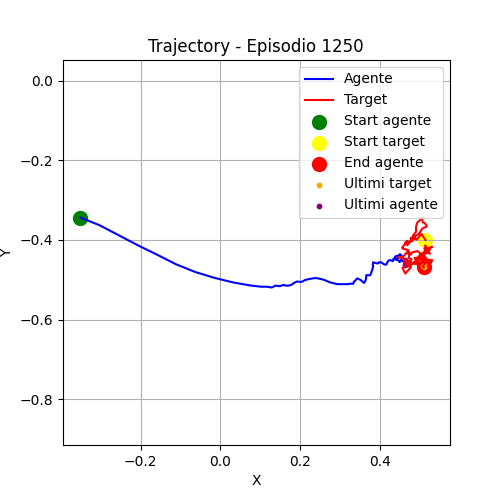 Trajectory - Episodio 1250
Agente
Target
Start agente
Start target
End agente
Ultimi target
Ultimi agente
0.0
−0.2
−0.4
−0.6
−0.8
Y
−0.2
0.0
0.2
0.4
X